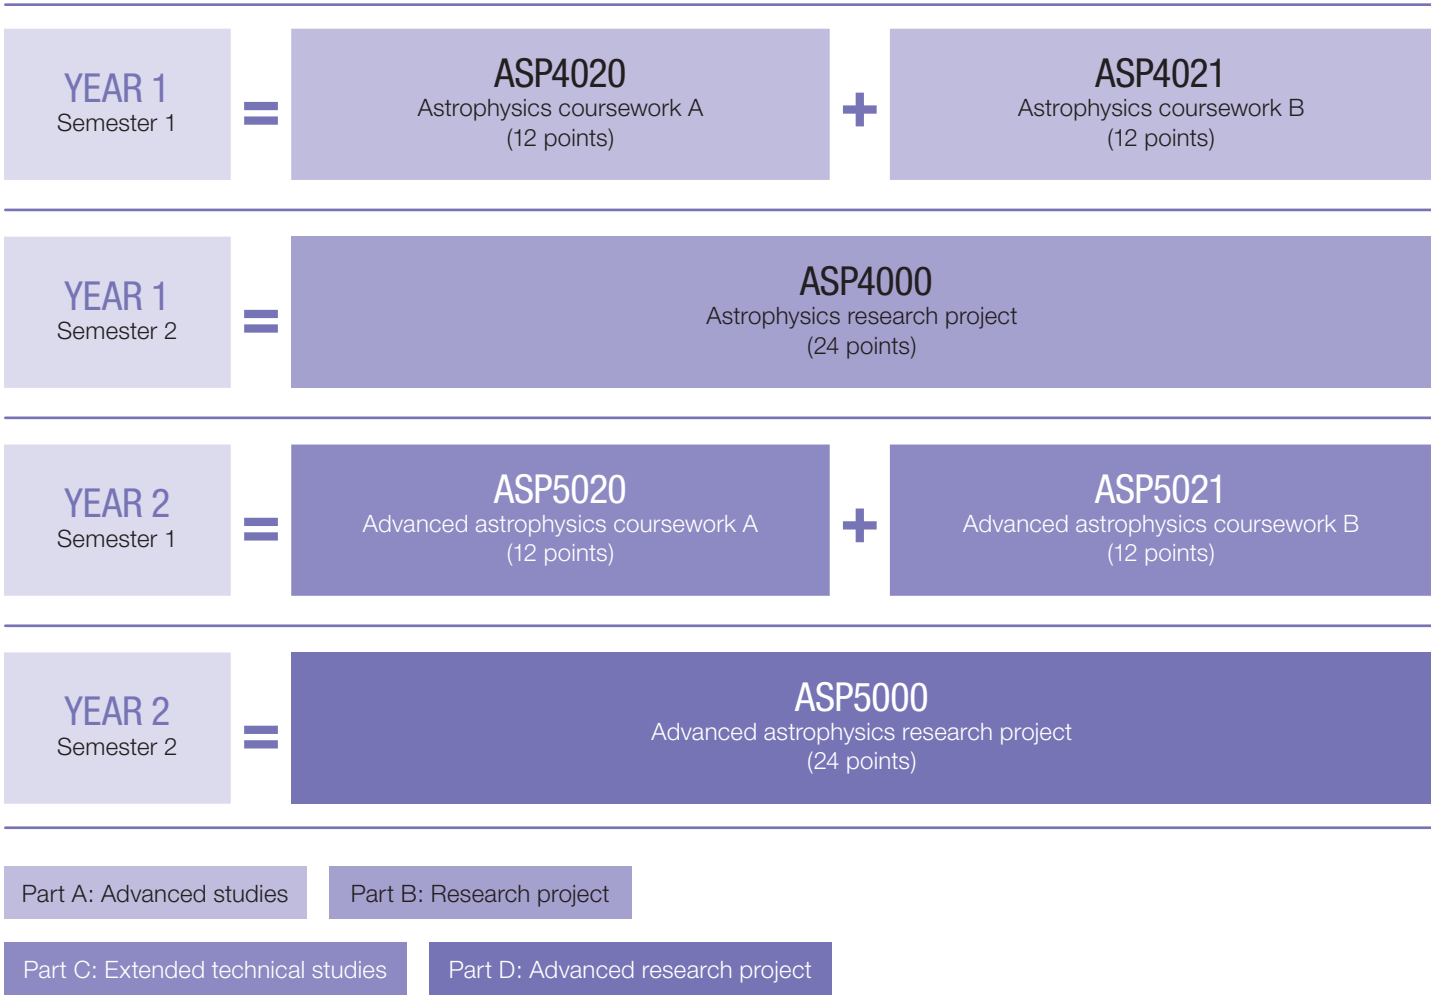 YEAR 1
Semester 1
=
ASP4020
Astrophysics coursework A
(12 points)
+
ASP4021
Astrophysics coursework B
(12 points)
YEAR 1
Semester 2
=
ASP4000
Astrophysics research project
(24 points)
YEAR 2
Semester 1
=
ASP5020
Advanced astrophysics coursework A
(12 points)
+
ASP5021
Advanced astrophysics coursework B
(12 points)
YEAR 2
Semester 2
=
ASP5000
Advanced astrophysics research project
(24 points)
Part A: Advanced studies
Part B: Research project
Part C: Extended technical studies
Part D: Advanced research project